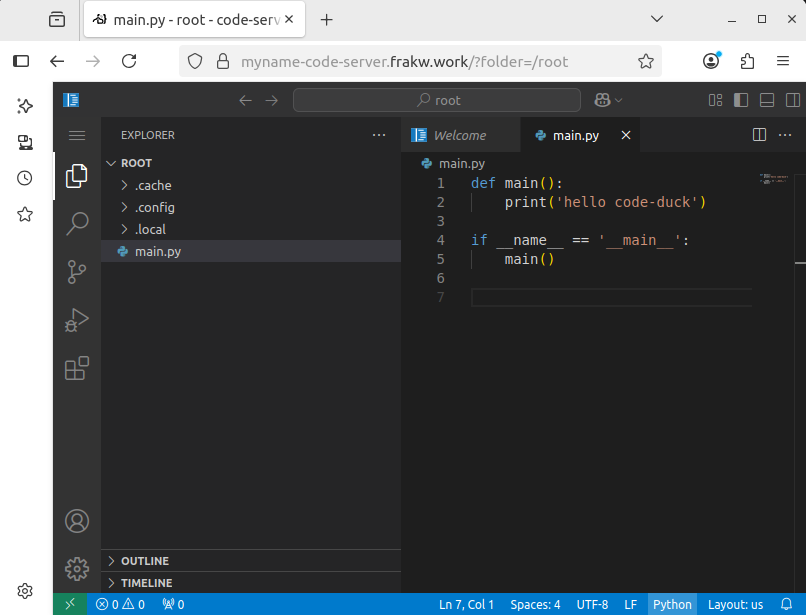 main.py - root - code-serv
myname-code-server.frakw.work/?folder=/root
root
EXPLORER
ROOT
.cache
.config
.local
main.py
OUTLINE
TIMELINE
Welcome
main.py
main.py
1 def main():
2 print('hello code-duck')
3
4 if __name__ == '__main__':
5 main()
6
7
0 0 0 Ln 7, Col 1 Spaces: 4 UTF-8 LF Python Layout: us